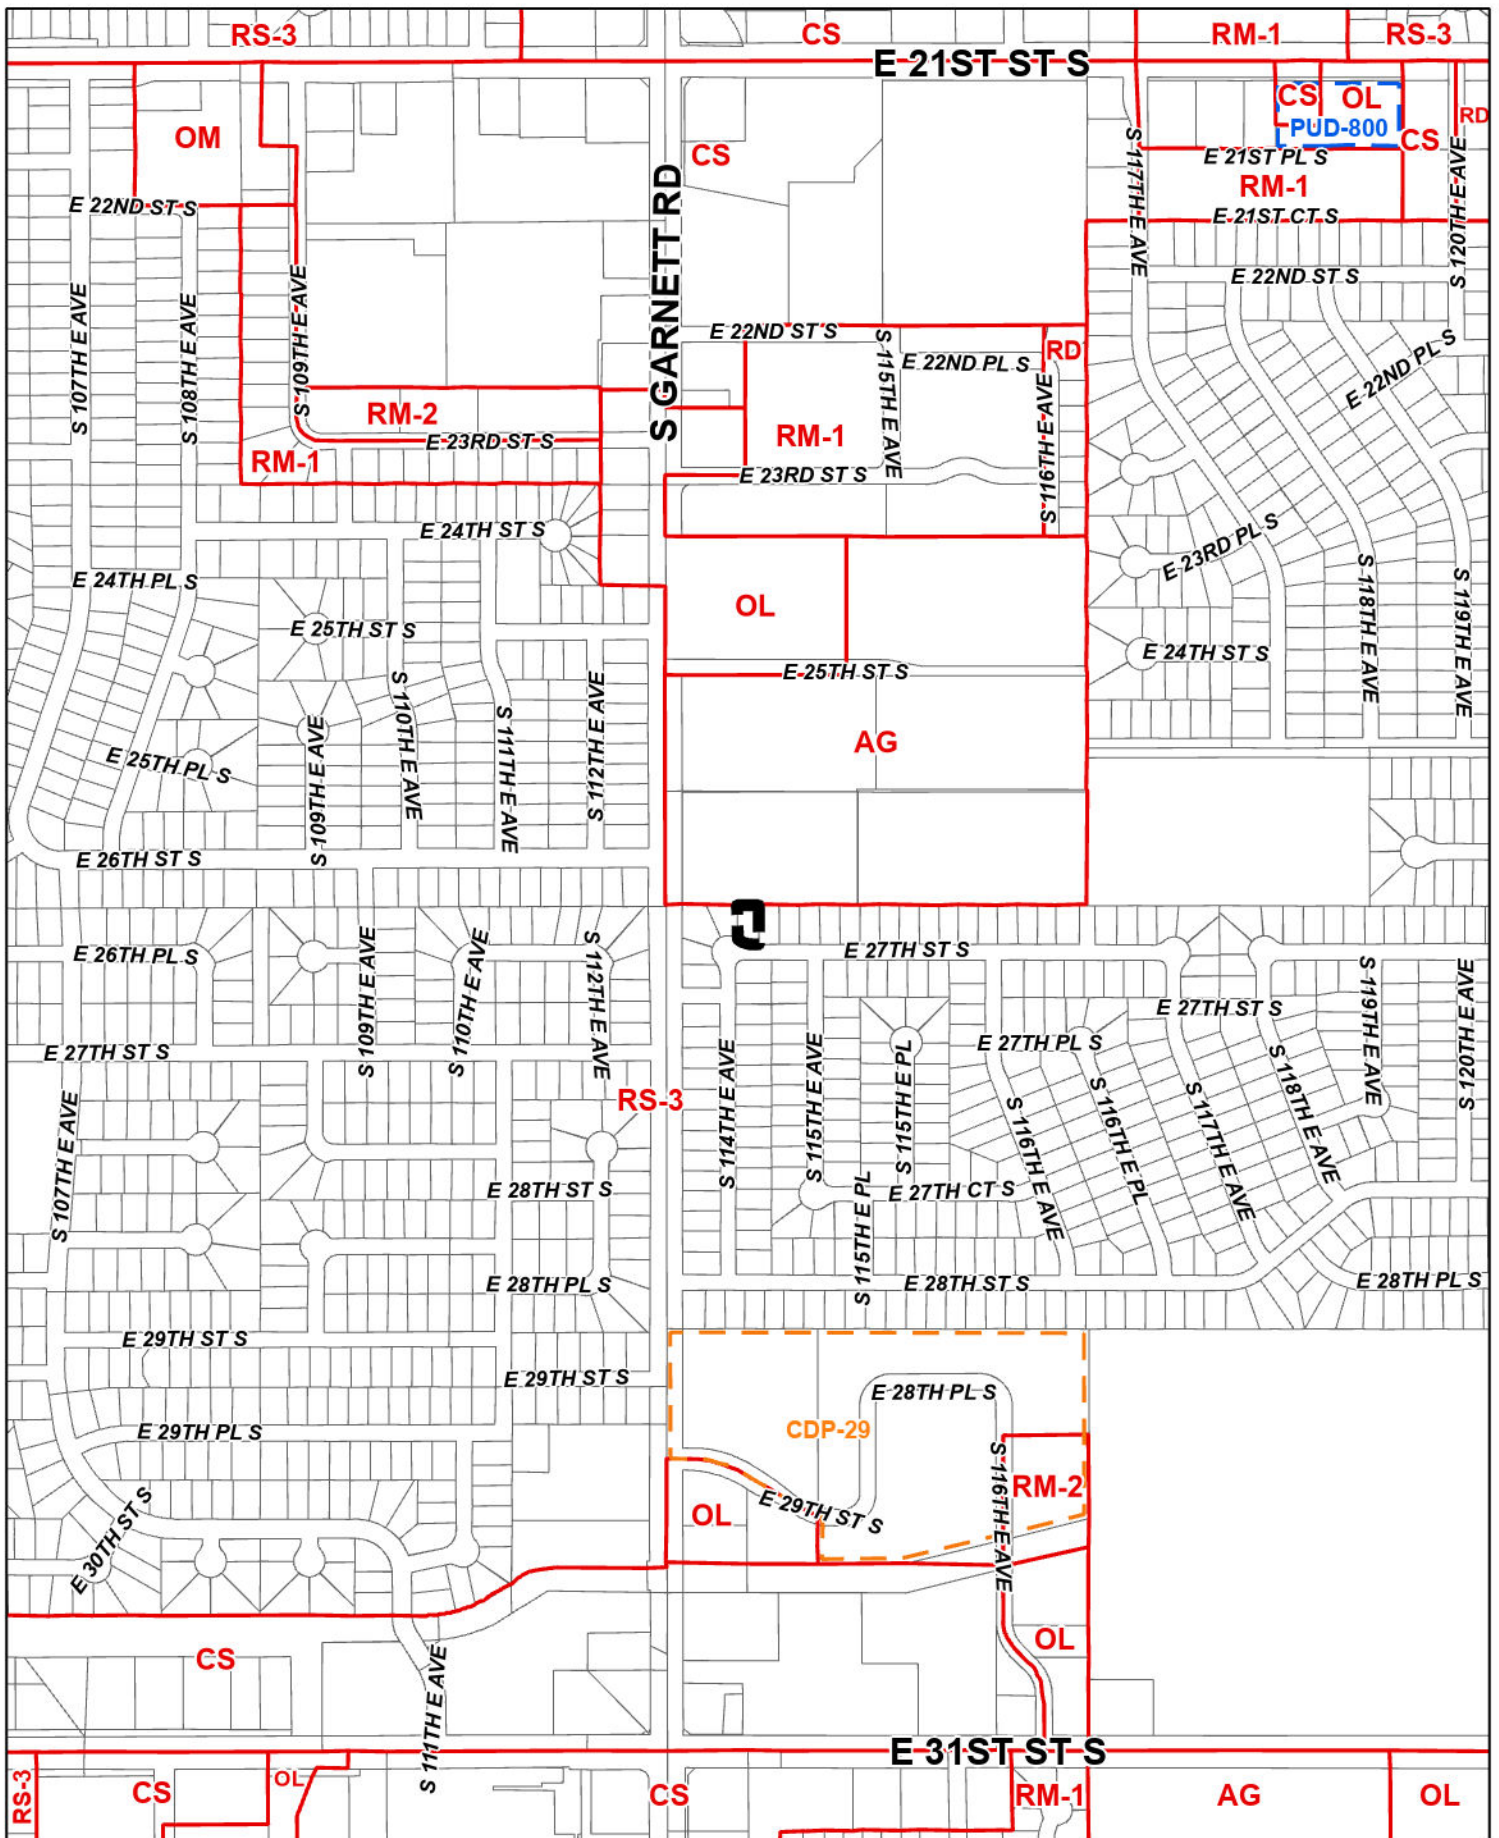 RS-3
CS
RM-1
RS-3
E 21ST ST S
OM
CS
CS
OL
PUD-800
CS
RD
E 21ST PL S
RM-1
E 21ST CT S
E 22ND ST S
S 107TH E AVE
S 108TH E AVE
S 109TH E AVE
S GARNETT RD
S 117TH E AVE
S 120TH E AVE
E 22ND ST S
E 22ND ST S
S 115TH E AVE
E 22ND PL S
RD
E 22ND PL S
RM-2
E 23RD ST S
RM-1
RM-1
S 116TH E AVE
E 23RD ST S
E 24TH ST S
E 23RD PL S
E 24TH PL S
OL
S 118TH E AVE
S 119TH E AVE
E 25TH ST S
E 24TH ST S
E 25TH ST S
S 110TH E AVE
S 111TH E AVE
S 112TH E AVE
S 109TH E AVE
E 25TH PL S
AG
E 26TH ST S
E 26TH PL S
S 109TH E AVE
S 110TH E AVE
S 112TH E AVE
E 27TH ST S
S 119TH E AVE
S 120TH E AVE
E 27TH ST S
E 27TH ST S
E 27TH PL S
S 114TH E AVE
S 115TH E AVE
S 115TH E PL
S 116TH E AVE
S 116TH E PL
S 117TH E AVE
S 118TH E AVE
RS-3
S 107TH E AVE
E 28TH ST S
E 27TH CT S
S 115TH E PL
E 28TH PL S
E 28TH ST S
E 28TH PL S
E 29TH ST S
E 29TH ST S
E 28TH PL S
CDP-29
E 29TH PL S
S 116TH E AVE
RM-2
OL
E 29TH ST S
E 30TH ST S
CS
OL
S 111TH E AVE
E 31ST ST S
RS-3
CS
OL
CS
RM-1
AG
OL